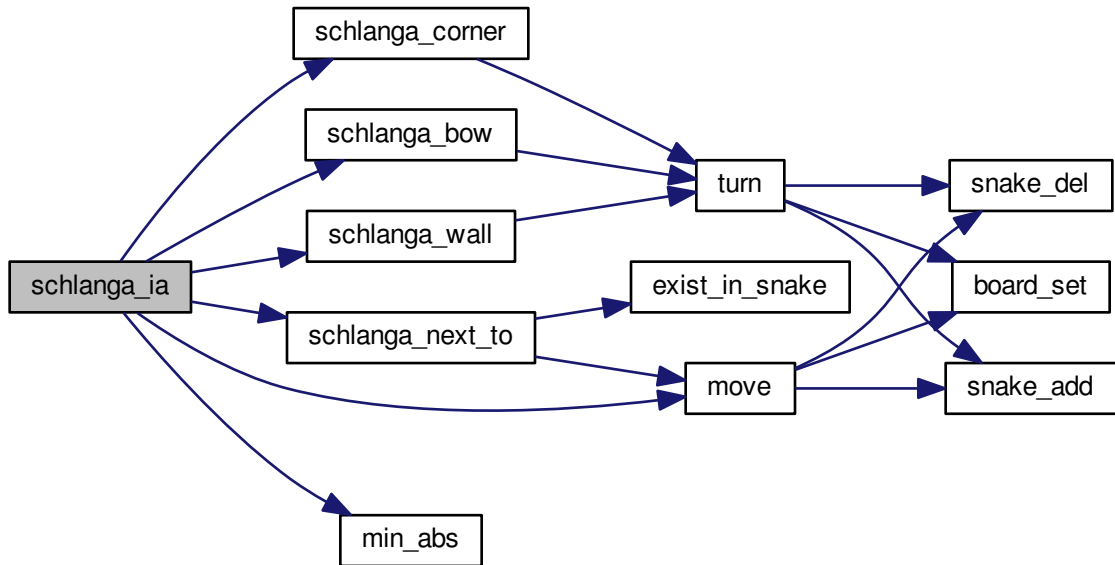 schlanga_corner
schlanga_bow
turn
snake_del
schlanga_wall
schlanga_ia
exist_in_snake
board_set
schlanga_next_to
move
snake_add
min_abs